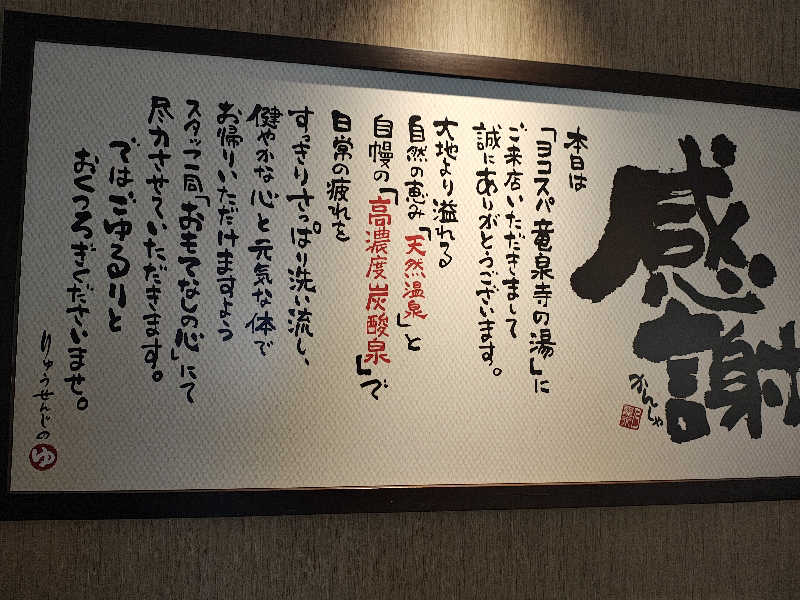 感謝
かんしゃ
本日は
「ヨコスパ竜泉寺の湯」に
ご来店いただきまして
誠にありがとうございます。
大地より溢れる
自然の恵み「天然温泉」と
自慢の「高濃度炭酸泉」で
日常の疲れを
すっきりさっぱり洗い流し、
健やかな心と元気な体で
お帰りいただけますよう
スタッフ一同「おもてなしの心」にて
尽力させていただきます。
ではごゆるりと
おくつろぎくださいませ。
りゅうせんじの
ゆ